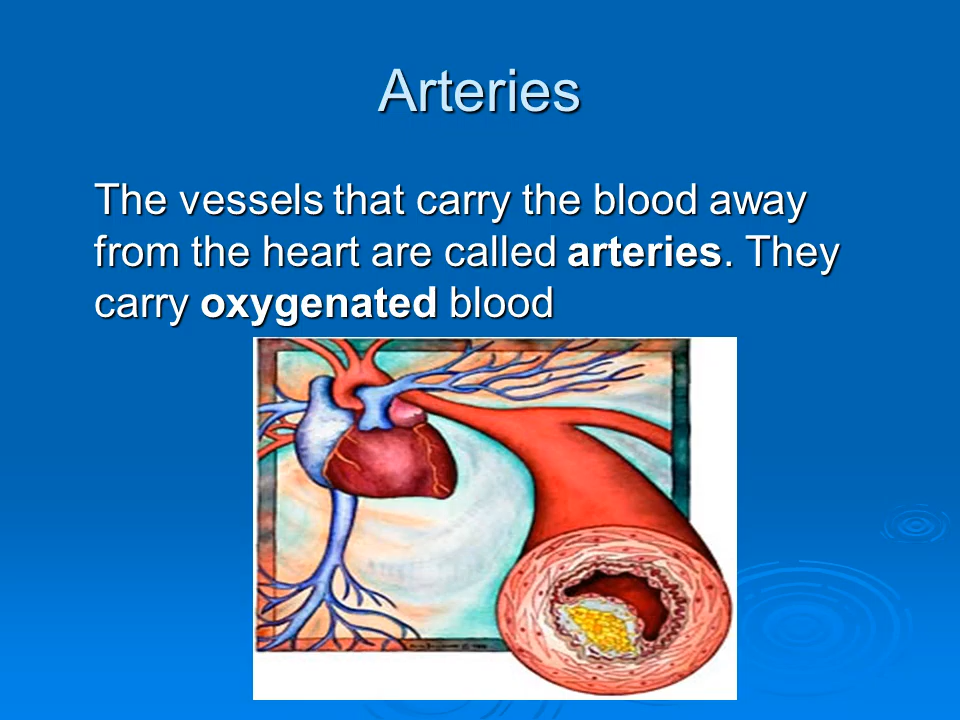 Arteries
The vessels that carry the blood away
from the heart are called arteries. They
carry oxygenated blood